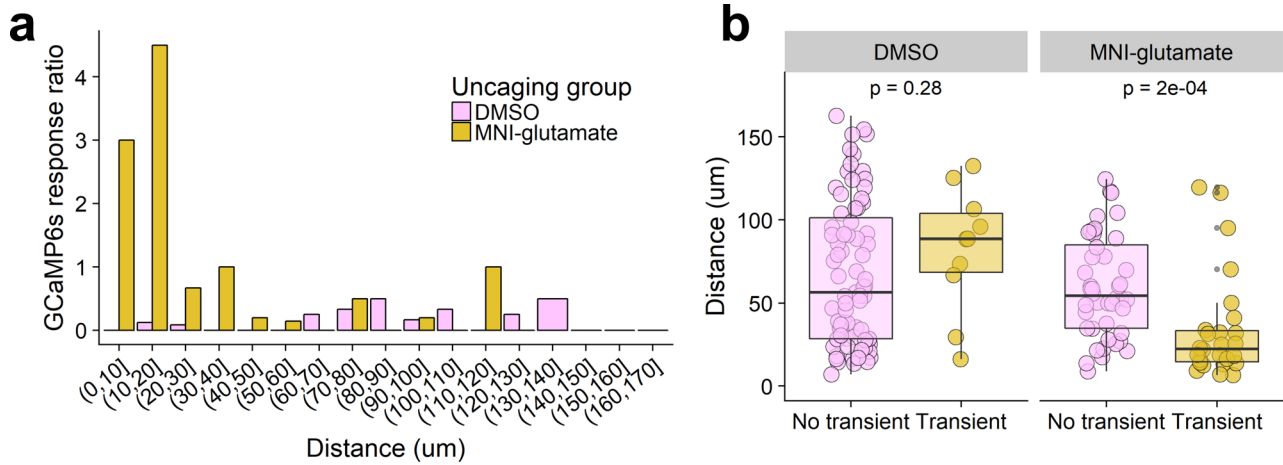 a
GCaMP6s response ratio
4
3
2
1
0
Uncaging group
DMSO
MNI-glutamate
(0,10]
(10,20]
(20,30]
(30,40]
(40,50]
(50,60]
(60,70]
(70,80]
(80,90]
(90,100]
(100,110]
(110,120]
(120,130]
(130,140]
(140,150]
(150,160]
(160,170]
Distance (um)
b
DMSO
MNI-glutamate
p = 0.28
p = 2e-04
Distance (um)
150
100
50
0
No transient Transient
No transient Transient